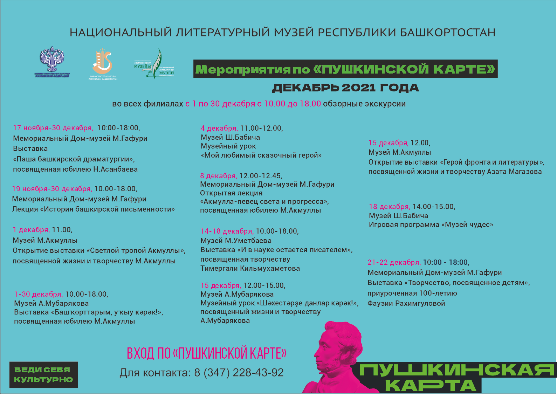 НАЦИОНАЛЬНЫЙ ЛИТЕРАТУРНЫЙ МУЗЕЙ РЕСПУБЛИКИ БАШКОРТОСТАН
Мероприятия по «ПУШКИНСКОЙ КАРТЕ»
ДЕКАБРЬ 2021 ГОДА
во всех филиалах с 1 по 30 декабря с 10.00 до 18.00 обзорные экскурсии
17 ноября-30 декабря, 10:00-18:00,
Мемориальный Дом-музей М.Гафури
Выставка
«Паша башкирской драматургии»,
посвященная юбилею Н.Асанбаева
19 ноября-30 декабря, 10.00-18.00,
Мемориальный Дом-музей М.Гафури
Лекция «История башкирской письменности»
1 декабря, 11.00,
Музей М.Акмуллы
Открытие выставки «Светлой тропой Акмуллы»,
посвященной жизни и творчеству М.Акмуллы
1-30 декабря, 10.00-18.00,
Музей А.Мубарякова
Выставка «Башкорттарым, укыу кәрәк!»,
посвященная юбилею М.Акмуллы
4 декабря, 11.00-12.00,
Музей Ш.Бабича
Музейный урок
«Мой любимый сказочный герой»
8 декабря, 12.00-12.45,
Мемориальный Дом-музей М.Гафури
Открытая лекция
«Акмулла-певец света и прогресса»,
посвященная юбилею М.Акмуллы
14-18 декабря, 10.00-18.00,
Музей М.Уметбаева
Выставка «И в науке остается писателем»,
посвященная творчеству
Тимергали Кильмухаметова
15 декабря, 12.00-15.00,
Музей А.Мубарякова
Музейный урок
посвященный жизни и творчеству
А.Мубарякова
15 декабря, 12.00,
Музей М.Акмуллы
Открытие выставки «Герой фронта и литературы»,
посвященной жизни и творчеству Азата Магазова
18 декабря, 14.00-15.00,
Музей Ш.Бабича
Игровая программа «Музей чудес»
21-22 декабря, 10:00 - 18:00,
Мемориальный Дом-музей М.Гафури
Выставка «Творчество, посвященное детям»,
приуроченная 100-летию
Фаузии Рахимгуловой
ВХОД ПО «ПУШКИНСКОЙ КАРТЕ»
Для контакта: 8 (347) 228-43-92
ВЕДИ СЕБЯ
КУЛЬТУРНО
ПУШКИНСКАЯ
КАРТА